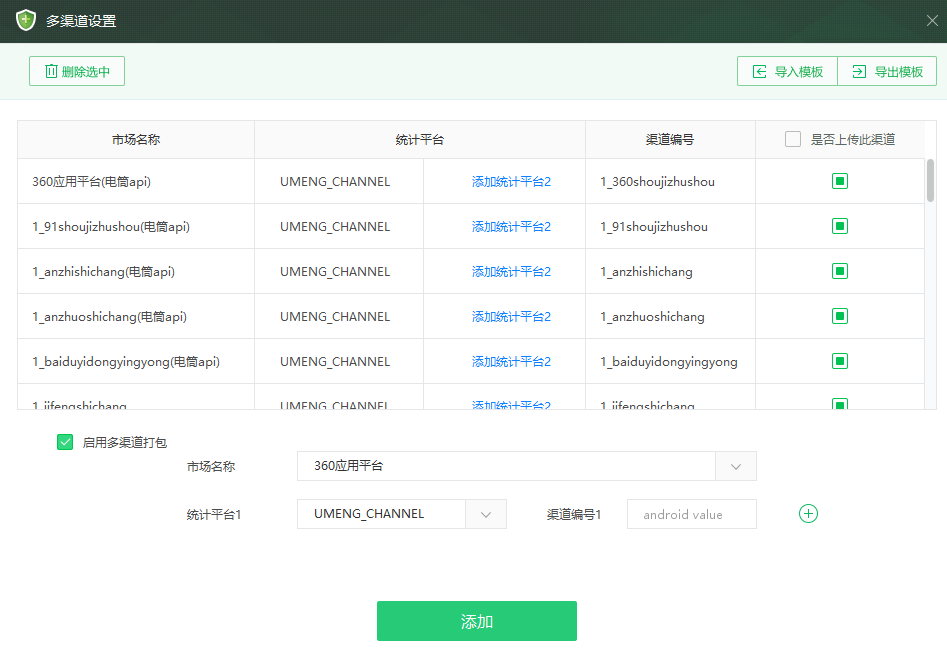 多渠道设置
删除选中 导入模板 导出模板
市场名称 统计平台 渠道编号 是否上传此渠道
360应用平台(电筒api) UMENG_CHANNEL 添加统计平台2 1_360shoujizhushou
1_91shoujizhushou(电筒api) UMENG_CHANNEL 添加统计平台2 1_91shoujizhushou
1_anzhishichang(电筒api) UMENG_CHANNEL 添加统计平台2 1_anzhishichang
1_anzhuoshichang(电筒api) UMENG_CHANNEL 添加统计平台2 1_anzhuoshichang
1_baiduyidongyingyong(电筒api) UMENG_CHANNEL 添加统计平台2 1_baiduyidongyingyong
1_jifengshichang UMENG_CHANNEL 添加统计平台2 1_jifengshichang
启用多渠道打包
市场名称 360应用平台
统计平台1 UMENG_CHANNEL 渠道编号1 android value
添加